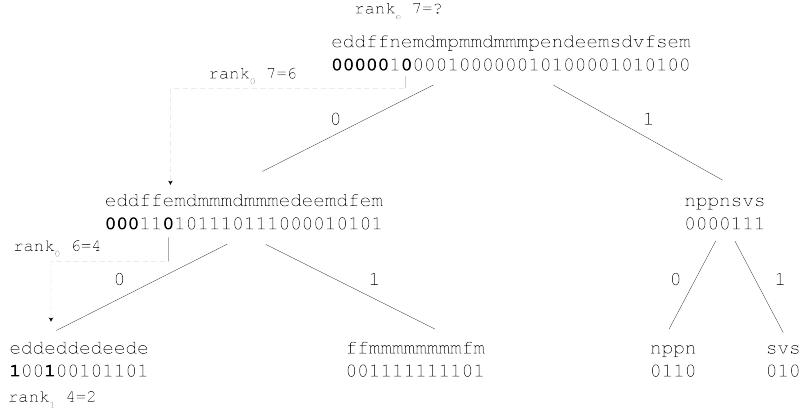 rankₑ 7=?
eddffnemdmpmmdmmmpendeemsdvfsem
0000010000100000010100001010100
rank₀ 7=6
0
1
eddffemdmmmdmmmedeemdfem
000110101110111000010101
nppnsvs
0000111
rank₀ 6=4
0
1
0
1
eddeddedeede
100100101101
ffmmmmmmmmfm
001111111101
nppn
0110
svs
010
rank₁ 4=2